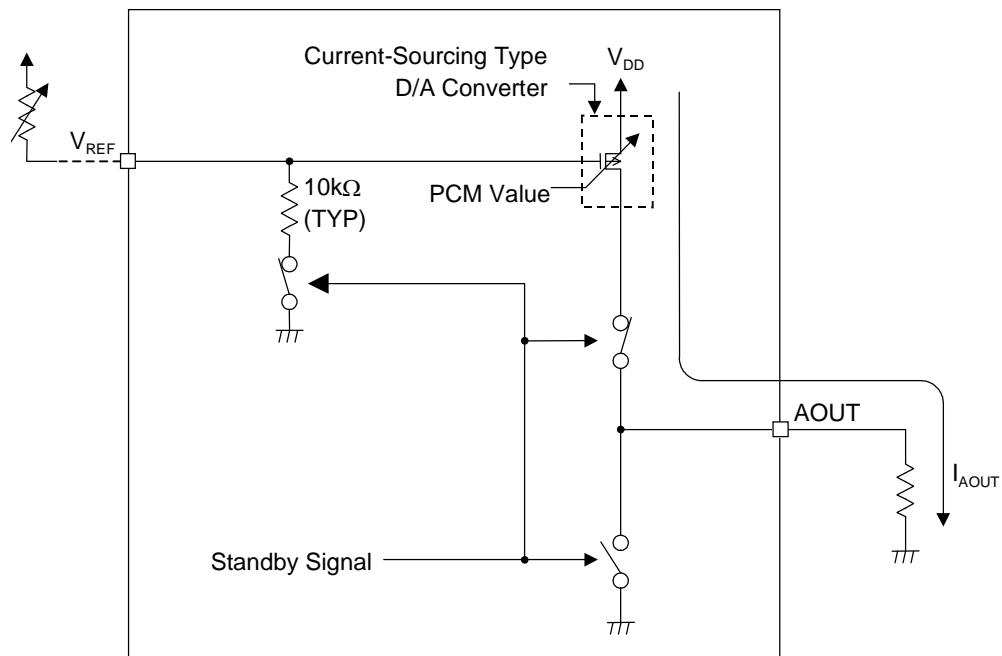 Current-Sourcing Type
D/A Converter
VDD
VREF
10kΩ
(TYP)
PCM Value
AOUT
IAOUT
Standby Signal